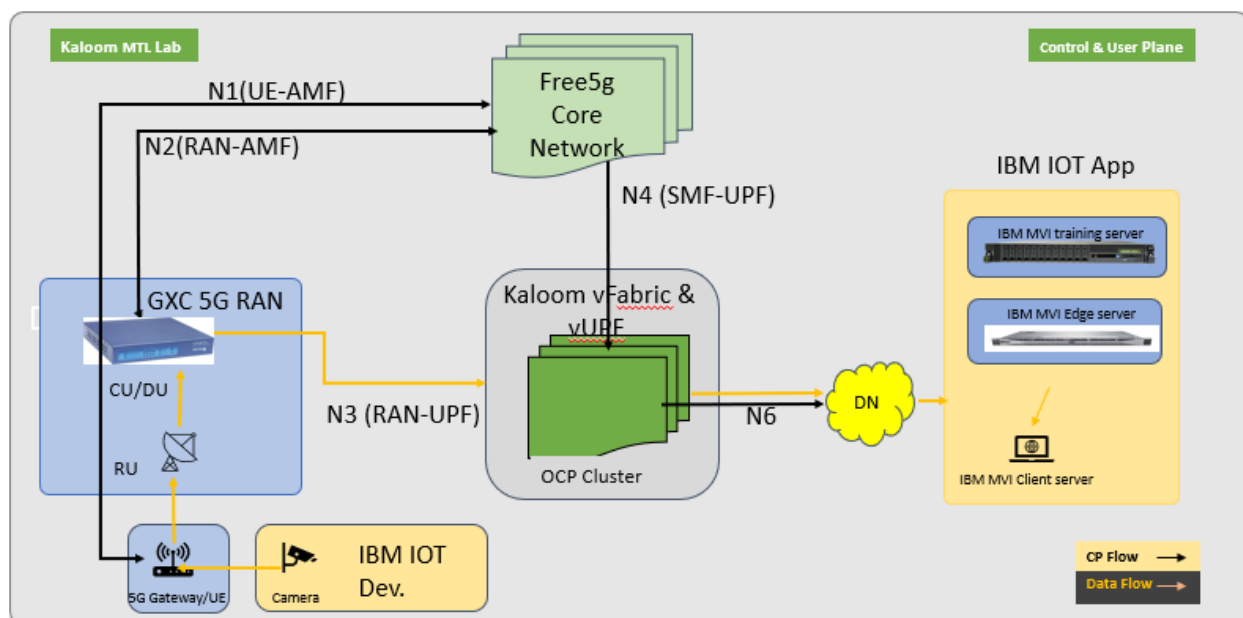 Kaloom MTL Lab
Control & User Plane
N1(UE-AMF)
Free5g
Core
Network
N2(RAN-AMF)
N4 (SMF-UPF)
IBM IOT App
IBM MVI training server
IBM MVI Edge server
IBM MVI Client server
GXC 5G RAN
CU/DU
RU
N3 (RAN-UPF)
Kaloom vFabric &
vUPF
OCP Cluster
N6
DN
5G Gateway/UE
Camera
IBM IOT
Dev.
CP Flow
Data Flow